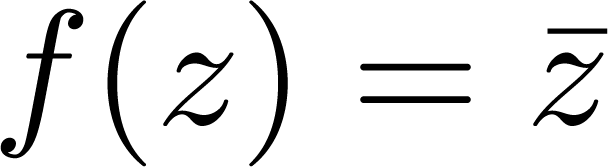 f(z) = z̄